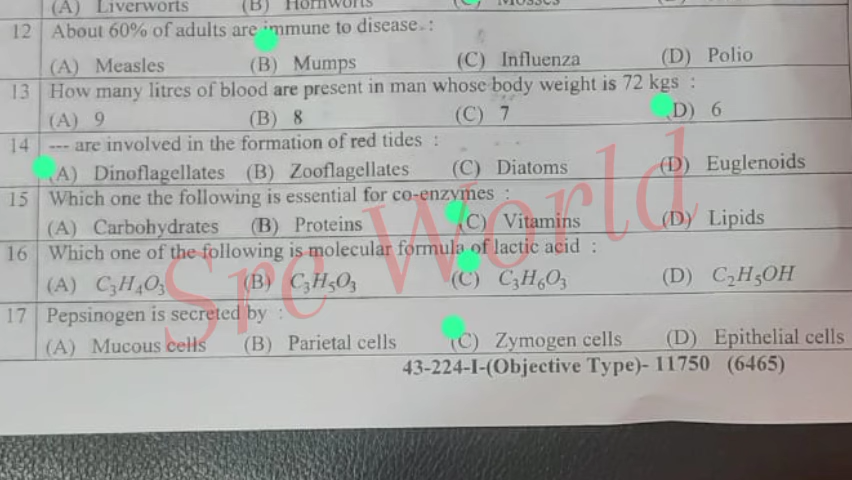 (A) Liverworts (B) Hornworts (C) Mosses
12 About 60% of adults are immune to disease. :
(A) Measles (B) Mumps (C) Influenza (D) Polio
13 How many litres of blood are present in man whose body weight is 72 kgs :
(A) 9 (B) 8 (C) 7 (D) 6
14 --- are involved in the formation of red tides :
(A) Dinoflagellates (B) Zooflagellates (C) Diatoms (D) Euglenoids
15 Which one the following is essential for co-enzymes :
(A) Carbohydrates (B) Proteins (C) Vitamins (D) Lipids
16 Which one of the following is molecular formula of lactic acid :
(A) C₃H₄O₃ (B) C₃H₅O₃ (C) C₃H₆O₃ (D) C₂H₅OH
17 Pepsinogen is secreted by :
(A) Mucous cells (B) Parietal cells (C) Zymogen cells (D) Epithelial cells
43-224-I-(Objective Type)- 11750 (6465)
Src World